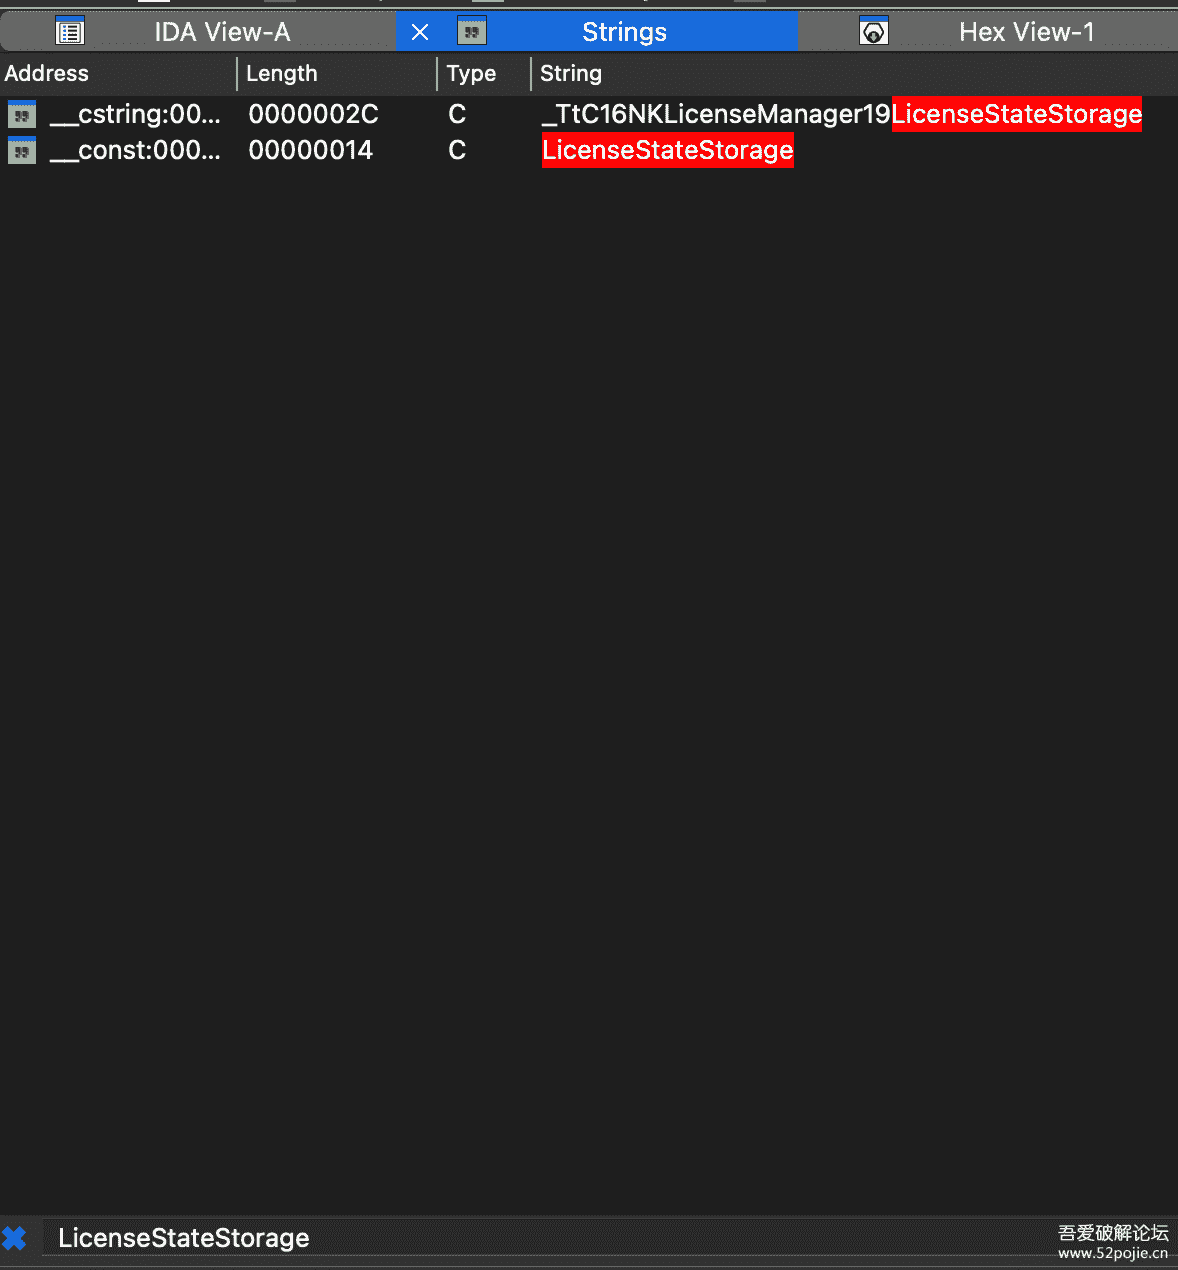 IDA View-A
Strings
Hex View-1
Address Length Type String
__cstring:00... 0000002C C _TtC16NKLicenseManager19LicenseStateStorage
__const:000... 00000014 C LicenseStateStorage
LicenseStateStorage
吾爱破解论坛
www.52pojie.cn